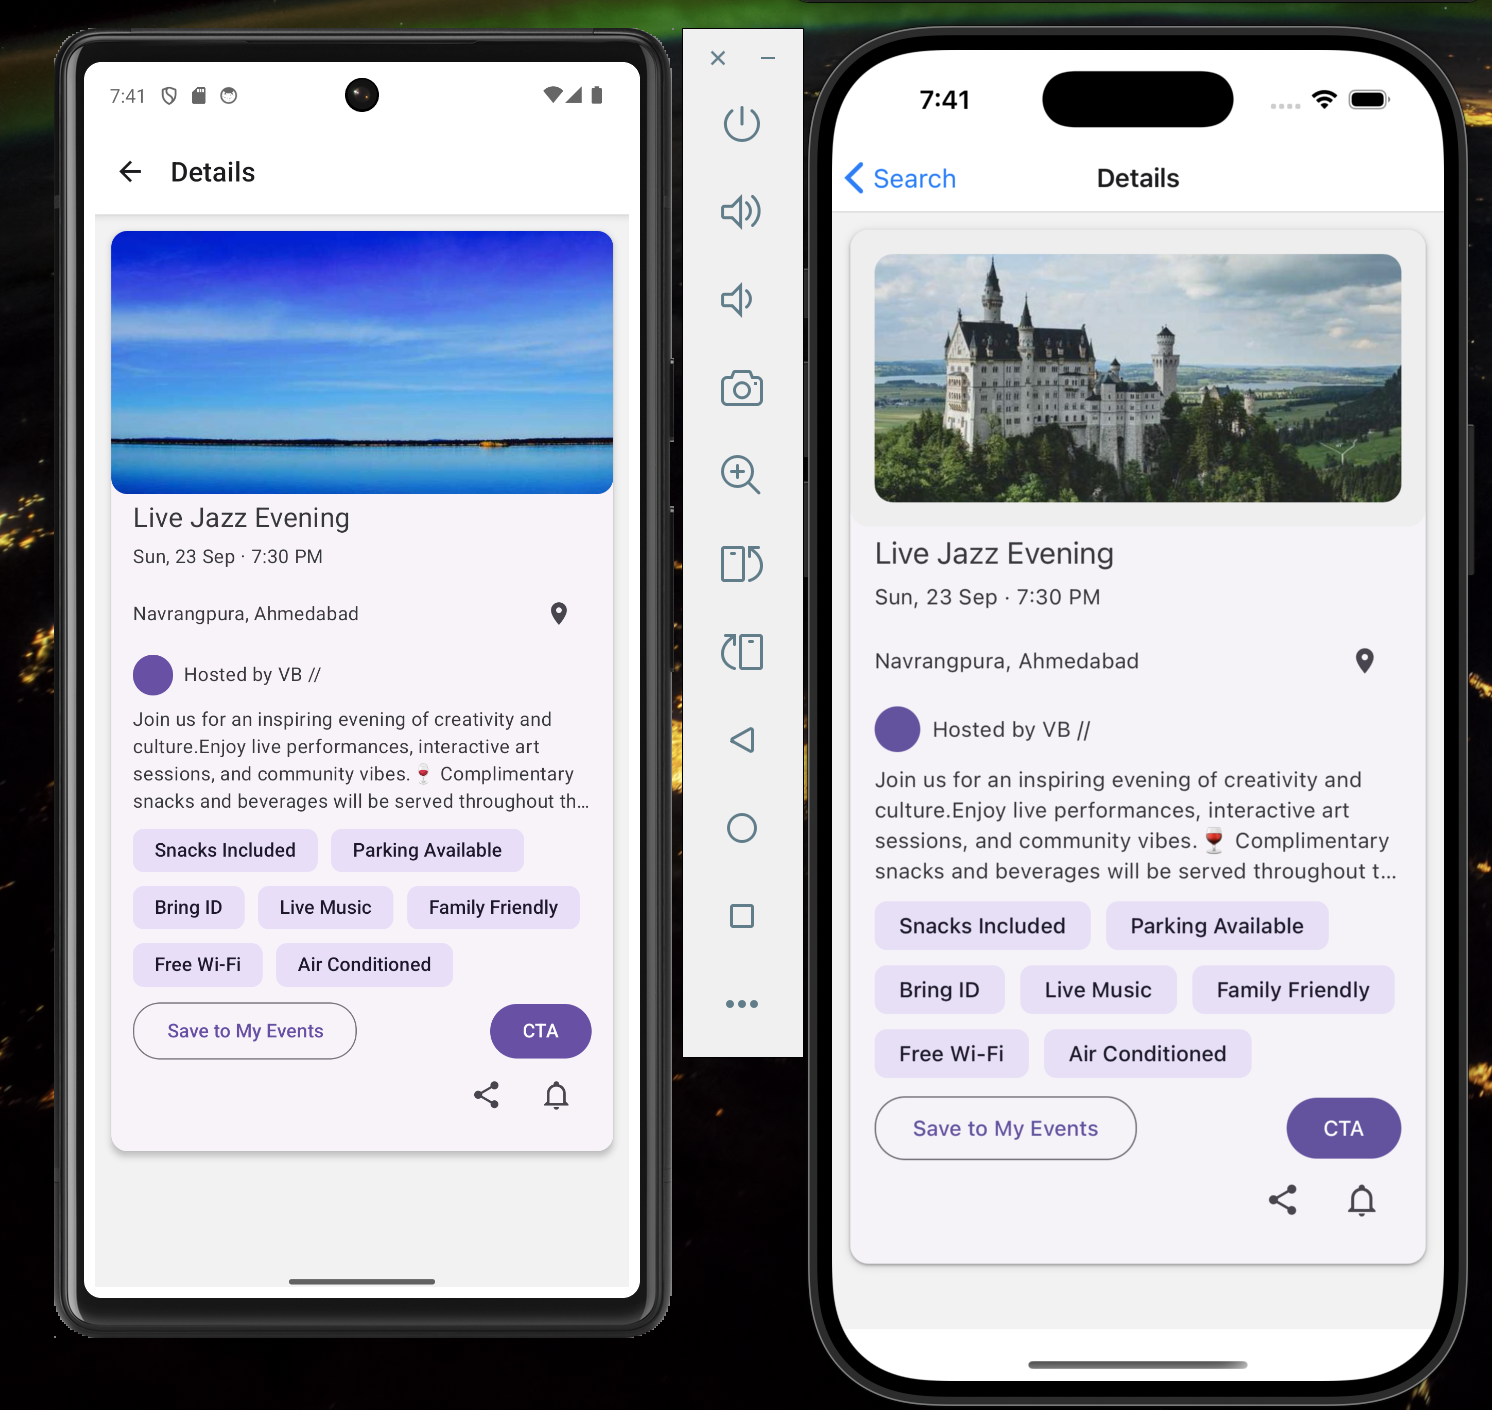 7:41
Details
Live Jazz Evening
Sun, 23 Sep · 7:30 PM
Navrangpura, Ahmedabad
Hosted by VB //
Join us for an inspiring evening of creativity and
culture.Enjoy live performances, interactive art
sessions, and community vibes.🍷 Complimentary
snacks and beverages will be served throughout th...
Snacks Included Parking Available
Bring ID Live Music Family Friendly
Free Wi-Fi Air Conditioned
Save to My Events CTA
7:41
Search Details
Live Jazz Evening
Sun, 23 Sep · 7:30 PM
Navrangpura, Ahmedabad
Hosted by VB //
Join us for an inspiring evening of creativity and
culture.Enjoy live performances, interactive art
sessions, and community vibes.🍷 Complimentary
snacks and beverages will be served throughout t...
Snacks Included Parking Available
Bring ID Live Music Family Friendly
Free Wi-Fi Air Conditioned
Save to My Events CTA